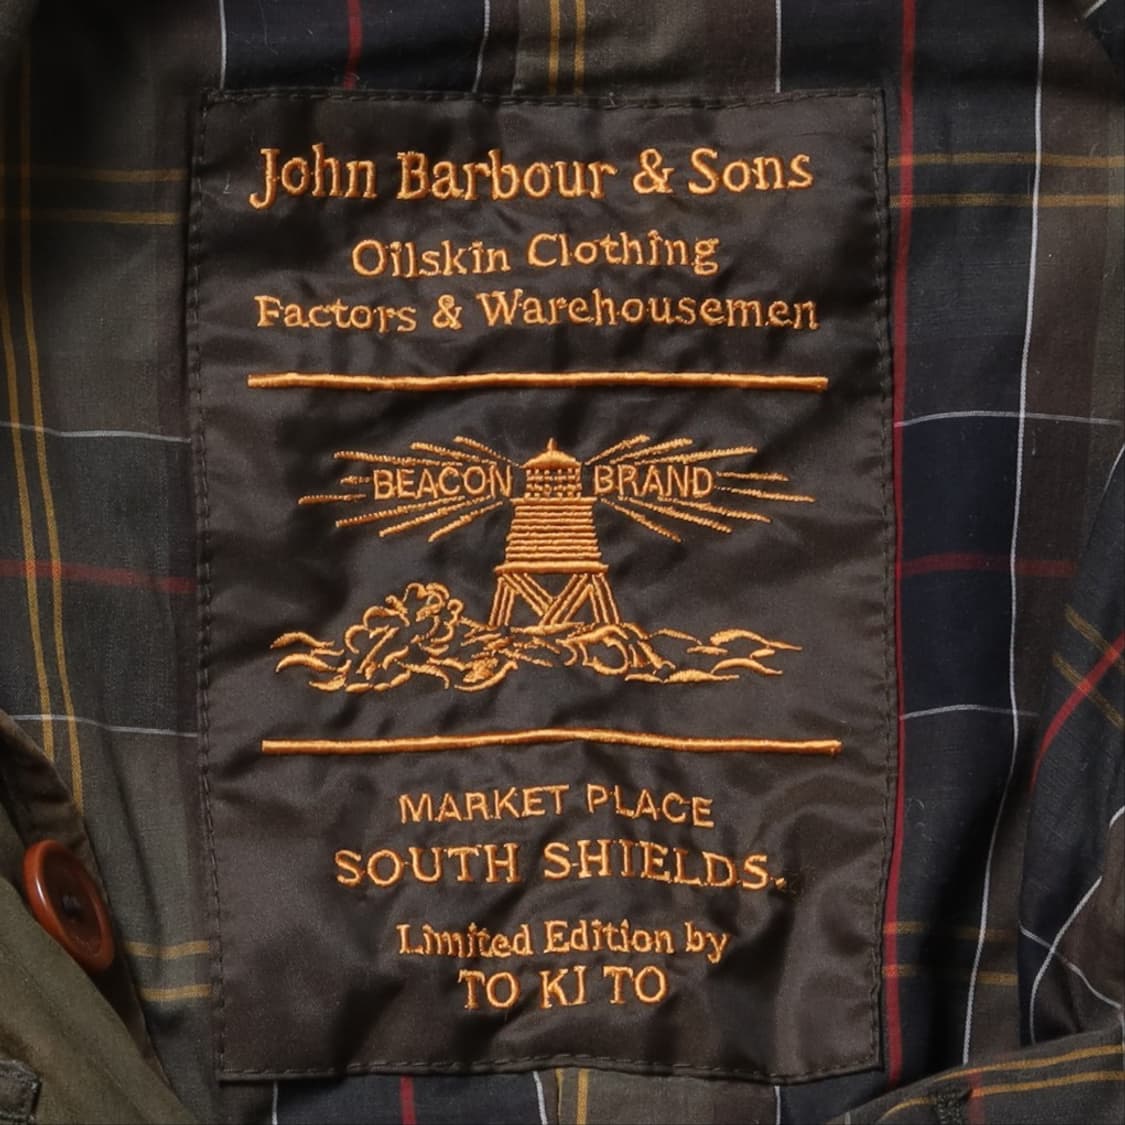 John Barbour & Sons
Oilskin Clothing
Factors & Warehousemen
BEACON BRAND
MARKET PLACE
SOUTH SHIELDS.
Limited Edition by
TO KI TO